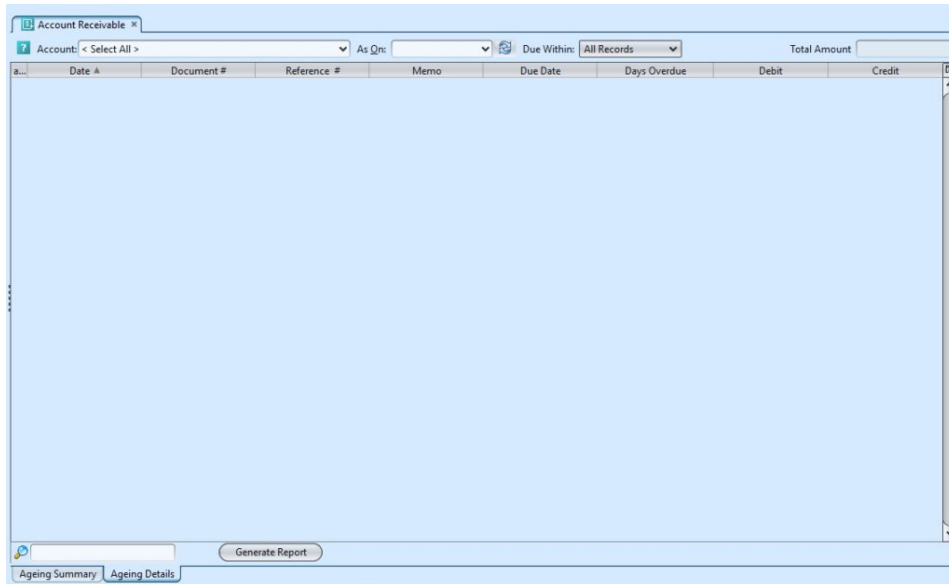 Account Receivable ×
? Account: < Select All > As On: Due Within: All Records Total Amount
a... Date Document # Reference # Memo Due Date Days Overdue Debit Credit
Generate Report
Ageing Summary Ageing Details